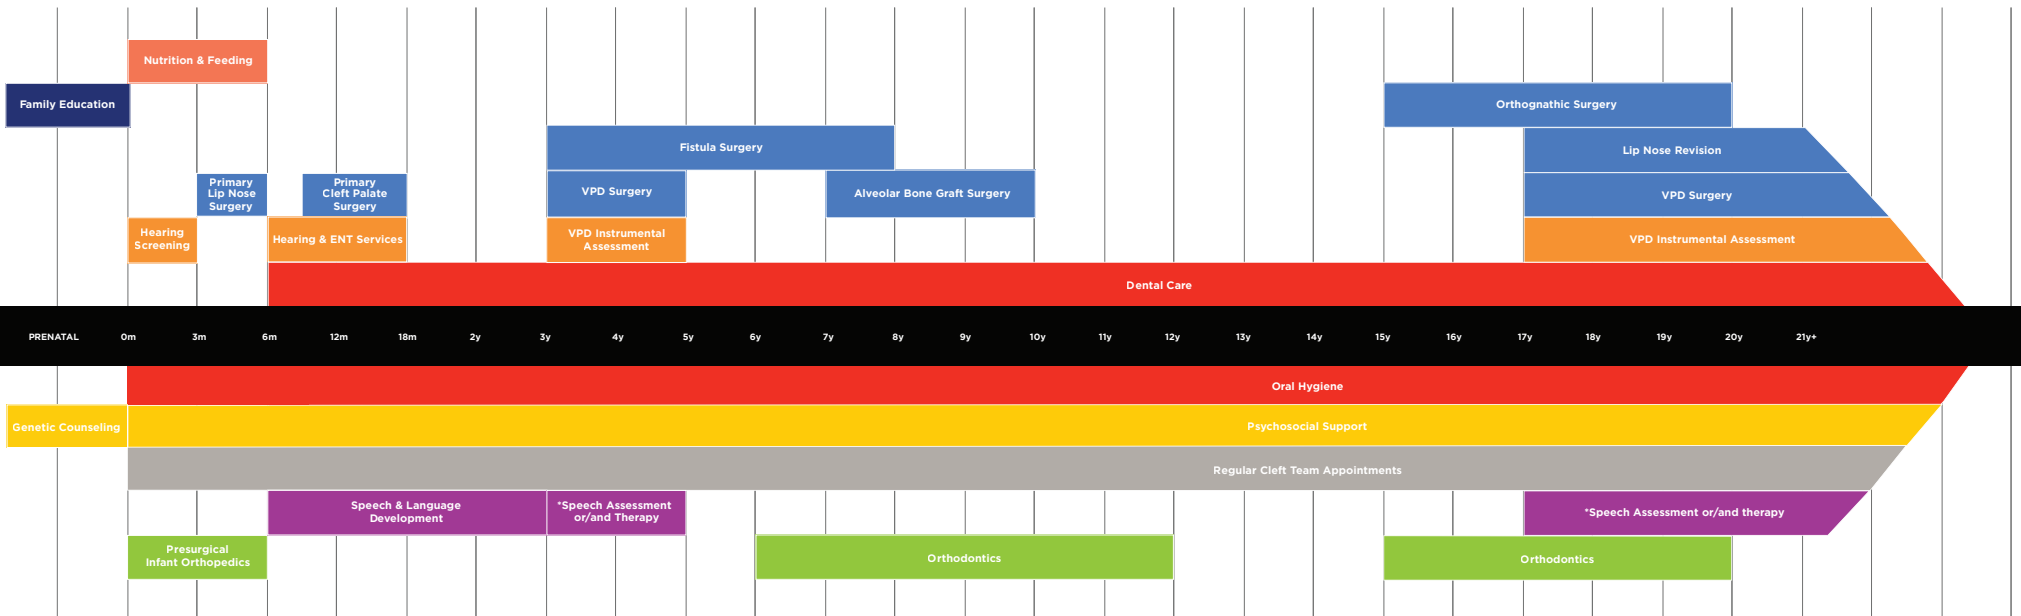 Nutrition & Feeding
Family Education
Orthognathic Surgery
Fistula Surgery
Lip Nose Revision
Primary
Lip Nose
Surgery
Primary
Cleft Palate
Surgery
VPD Surgery
Alveolar Bone Graft Surgery
VPD Surgery
Hearing
Screening
Hearing & ENT Services
VPD Instrumental
Assessment
VPD Instrumental Assessment
Dental Care
PRENATAL 0m 3m 6m 12m 18m 2y 3y 4y 5y 6y 7y 8y 9y 10y 11y 12y 13y 14y 15y 16y 17y 18y 19y 20y 21y+
Oral Hygiene
Genetic Counseling
Psychosocial Support
Regular Cleft Team Appointments
Speech & Language
Development
*Speech Assessment
or/and Therapy
*Speech Assessment or/and therapy
Presurgical
Infant Orthopedics
Orthodontics
Orthodontics